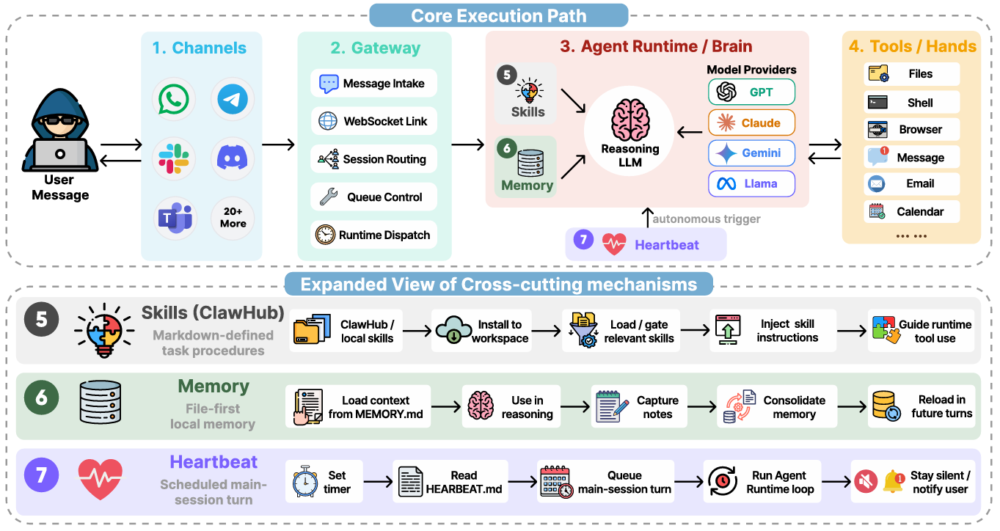 Core Execution Path
1. Channels
2. Gateway
3. Agent Runtime / Brain
4. Tools / Hands
User
Message
20+
More
Message Intake
WebSocket Link
Session Routing
Queue Control
Runtime Dispatch
5
Skills
6
Memory
Reasoning
LLM
Model Providers
GPT
Claude
Gemini
Llama
autonomous trigger
7
Heartbeat
Files
Shell
Browser
1
Message
Email
Calendar
... ...
Expanded View of Cross-cutting mechanisms
5
Skills (ClawHub)
Markdown-defined
task procedures
ClawHub /
local skills
Install to
workspace
Load / gate
relevant skills
Inject skill
instructions
Guide runtime
tool use
6
Memory
File-first
local memory
Load context
from MEMORY.md
Use in
reasoning
Capture
notes
Consolidate
memory
Reload in
future turns
7
Heartbeat
Scheduled main-
session turn
Set
timer
Read
HEARBEAT.md
Queue
main-session turn
Run Agent
Runtime loop
1
Stay silent /
notify user